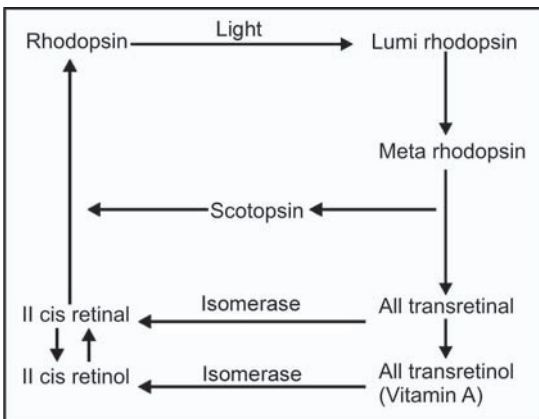 Rhodopsin Light Lumi rhodopsin
Meta rhodopsin
Scotopsin
II cis retinal Isomerase All transretinal
II cis retinol Isomerase All transretinol
(Vitamin A)